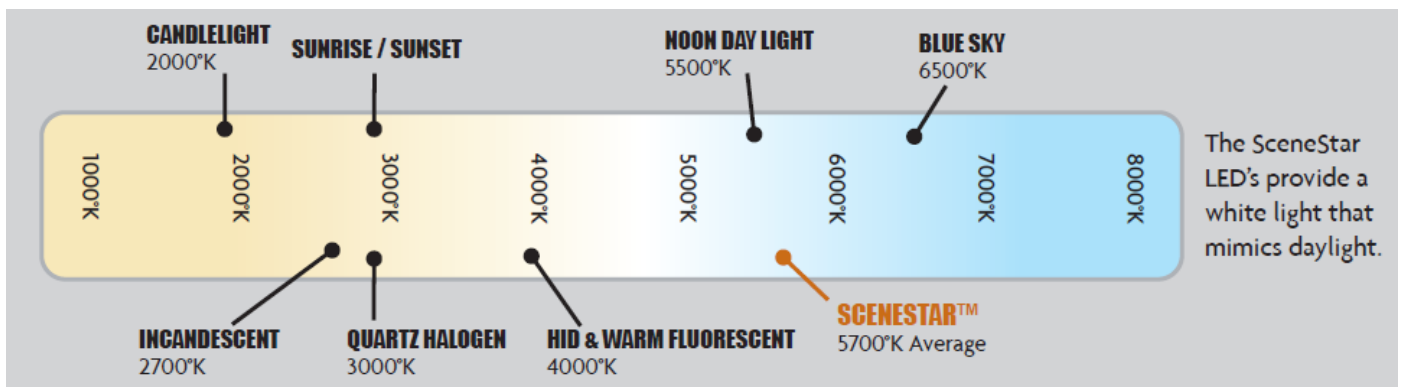 CANDLELIGHT
2000°K
SUNRISE / SUNSET
NOON DAY LIGHT
5500°K
BLUE SKY
6500°K
1000°K
2000°K
3000°K
4000°K
5000°K
6000°K
7000°K
8000°K
The SceneStar
LED's provide a
white light that
mimics daylight.
INCANDESCENT
2700°K
QUARTZ HALOGEN
3000°K
HID & WARM FLUORESCENT
4000°K
SCENESTAR™
5700°K Average